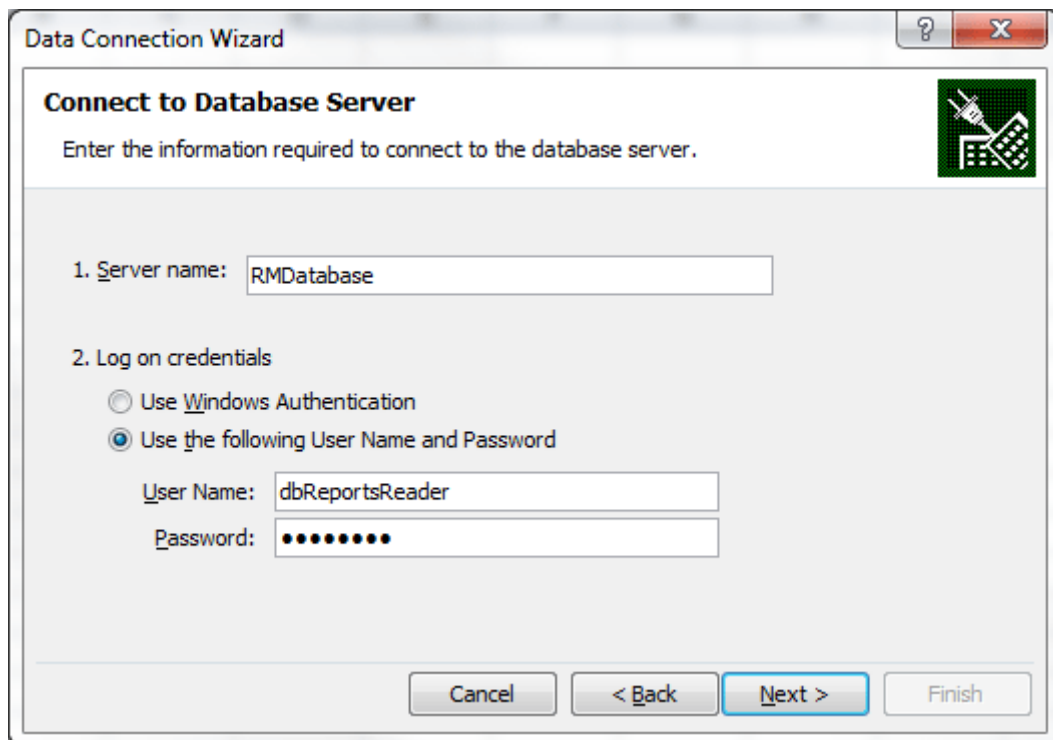 Data Connection Wizard
Connect to Database Server
Enter the information required to connect to the database server.
1. Server name: RMDatabase
2. Log on credentials
Use Windows Authentication
Use the following User Name and Password
User Name: dbReportsReader
Password: ●●●●●●●●
Cancel < Back Next > Finish